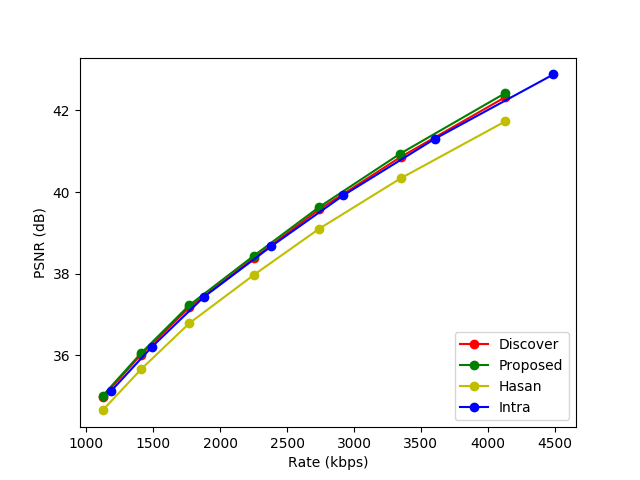 42
40
38
36
PSNR (dB)
Discover
Proposed
Hasan
Intra
1000 1500 2000 2500 3000 3500 4000 4500
Rate (kbps)